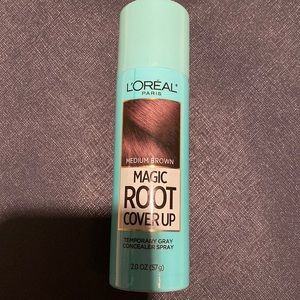 L'ORÉAL
PARIS
MEDIUM BROWN
MAGIC
ROOT
COVER UP
TEMPORARY GRAY
CONCEALER SPRAY
2.0 OZ (57g)